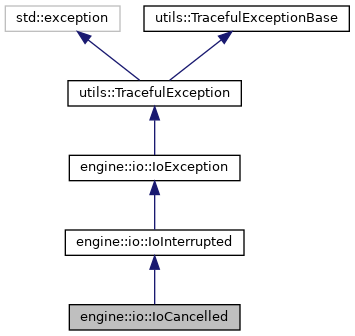 std::exception
utils::TracefulExceptionBase
utils::TracefulException
engine::io::IoException
engine::io::IoInterrupted
engine::io::IoCancelled